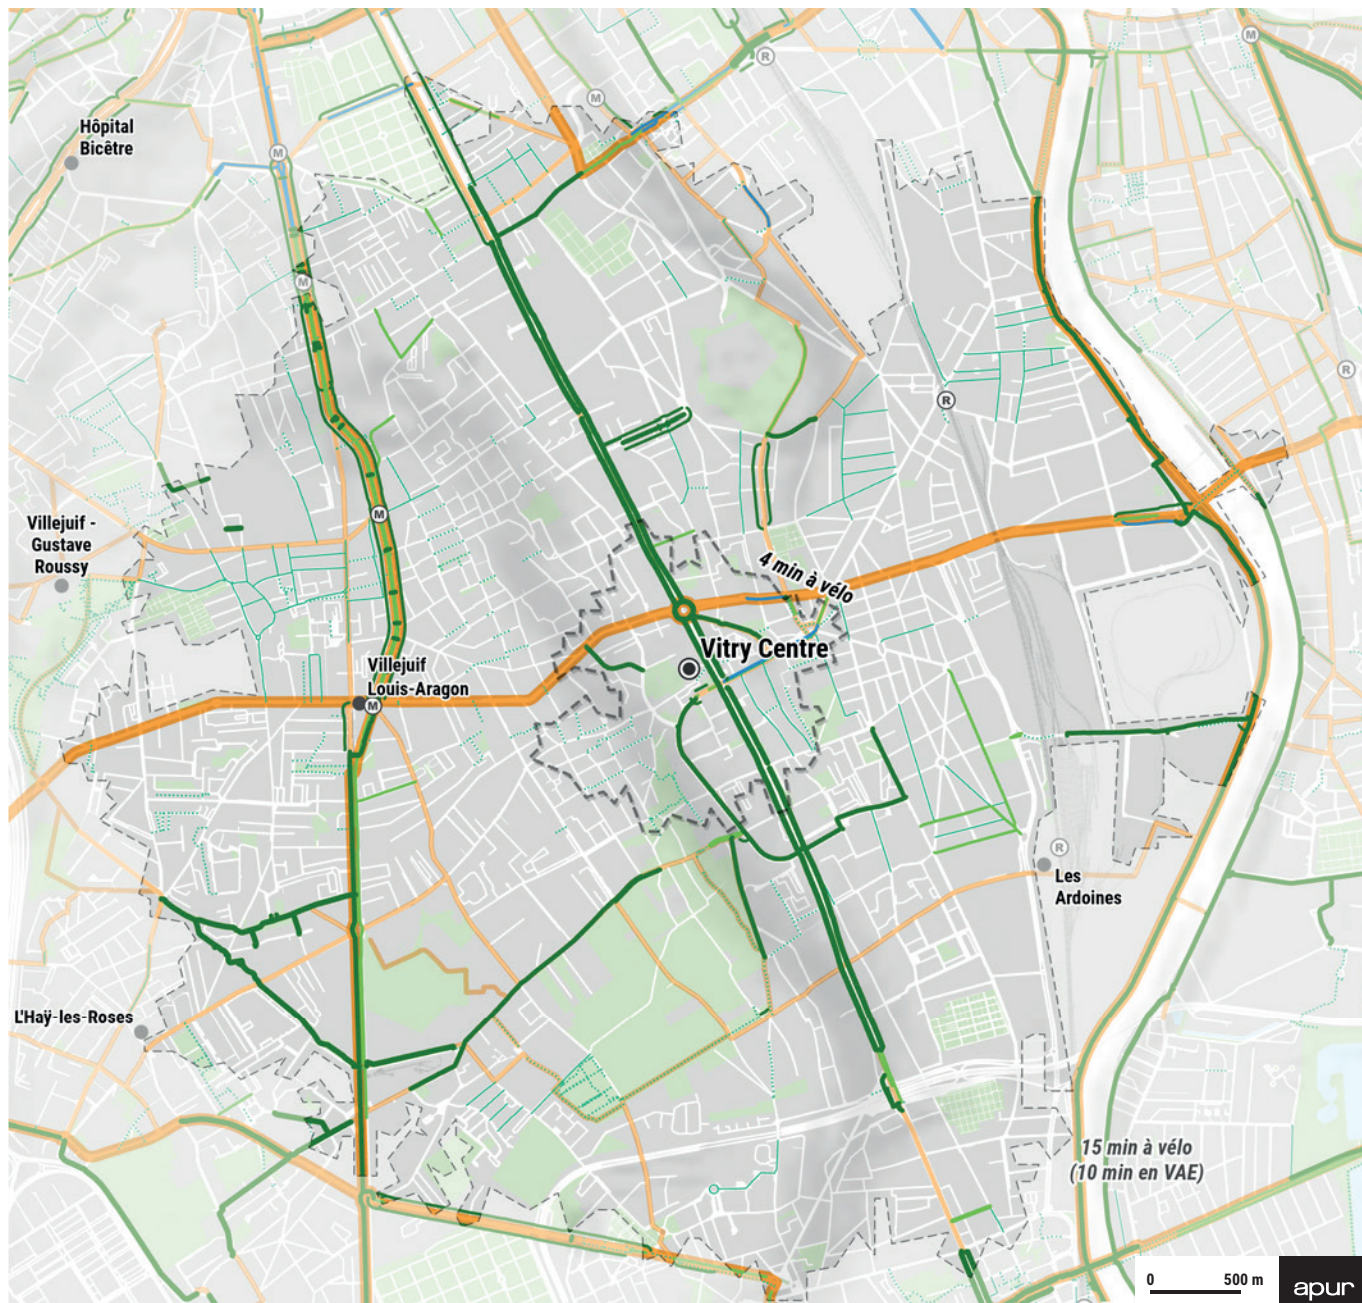 M
R
M
Hôpital
Bicêtre
M
M
R
R
M
Villejuif -
Gustave
Roussy
4 min à vélo
Vitry Centre
Villejuif
Louis-Aragon
M
R
Les
Ardoines
L'Haÿ-les-Roses
15 min à vélo
(10 min en VAE)
0 500 m
apur